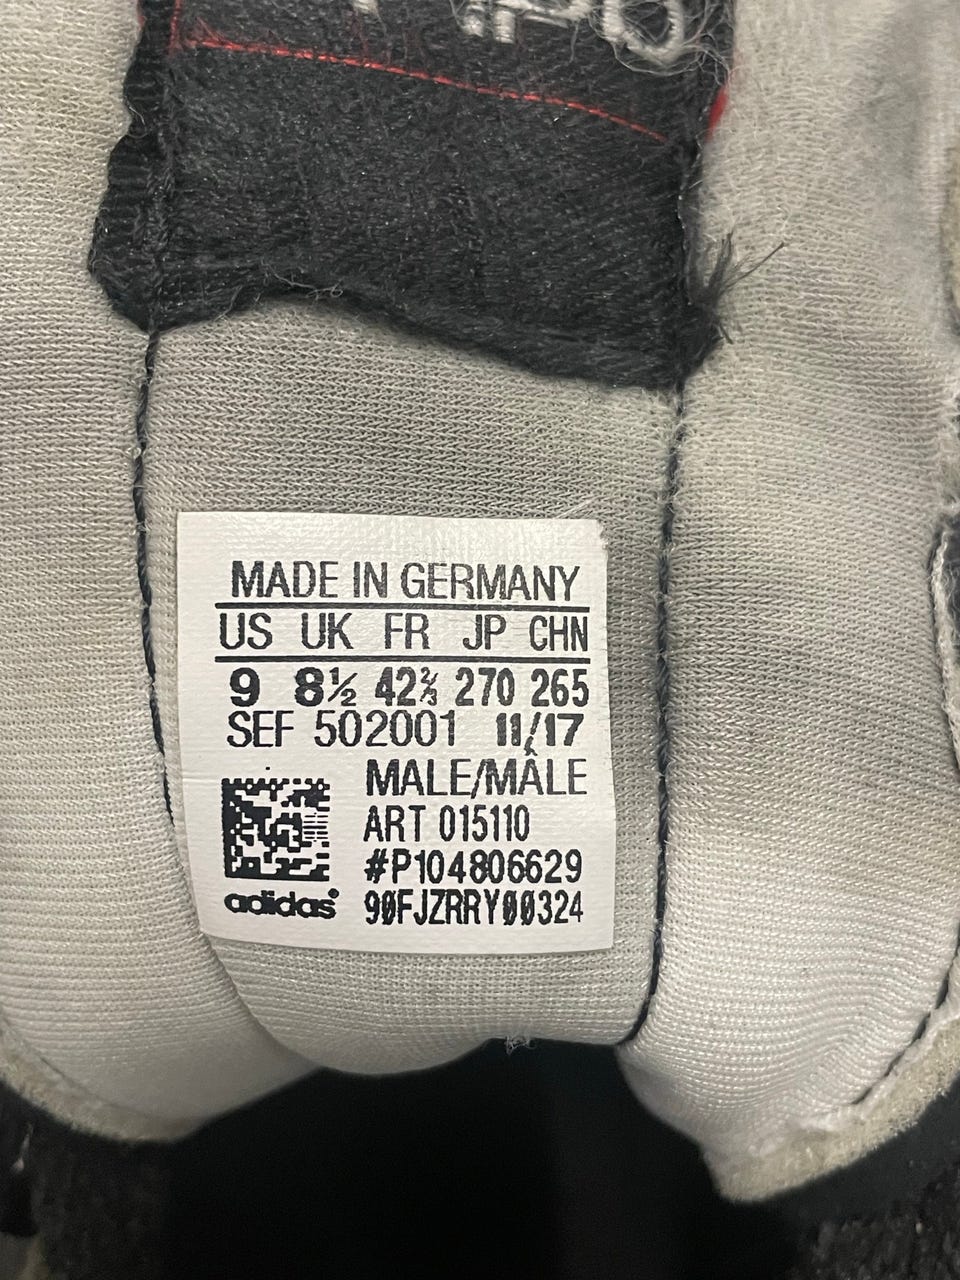 MADE IN GERMANY
US UK FR JP CHN
9 8½ 42⅔ 270 265
SEF 502001 11/17
MALE/MÂLE
ART 015110
#P104806629
adidas® 90FJZRRY00324